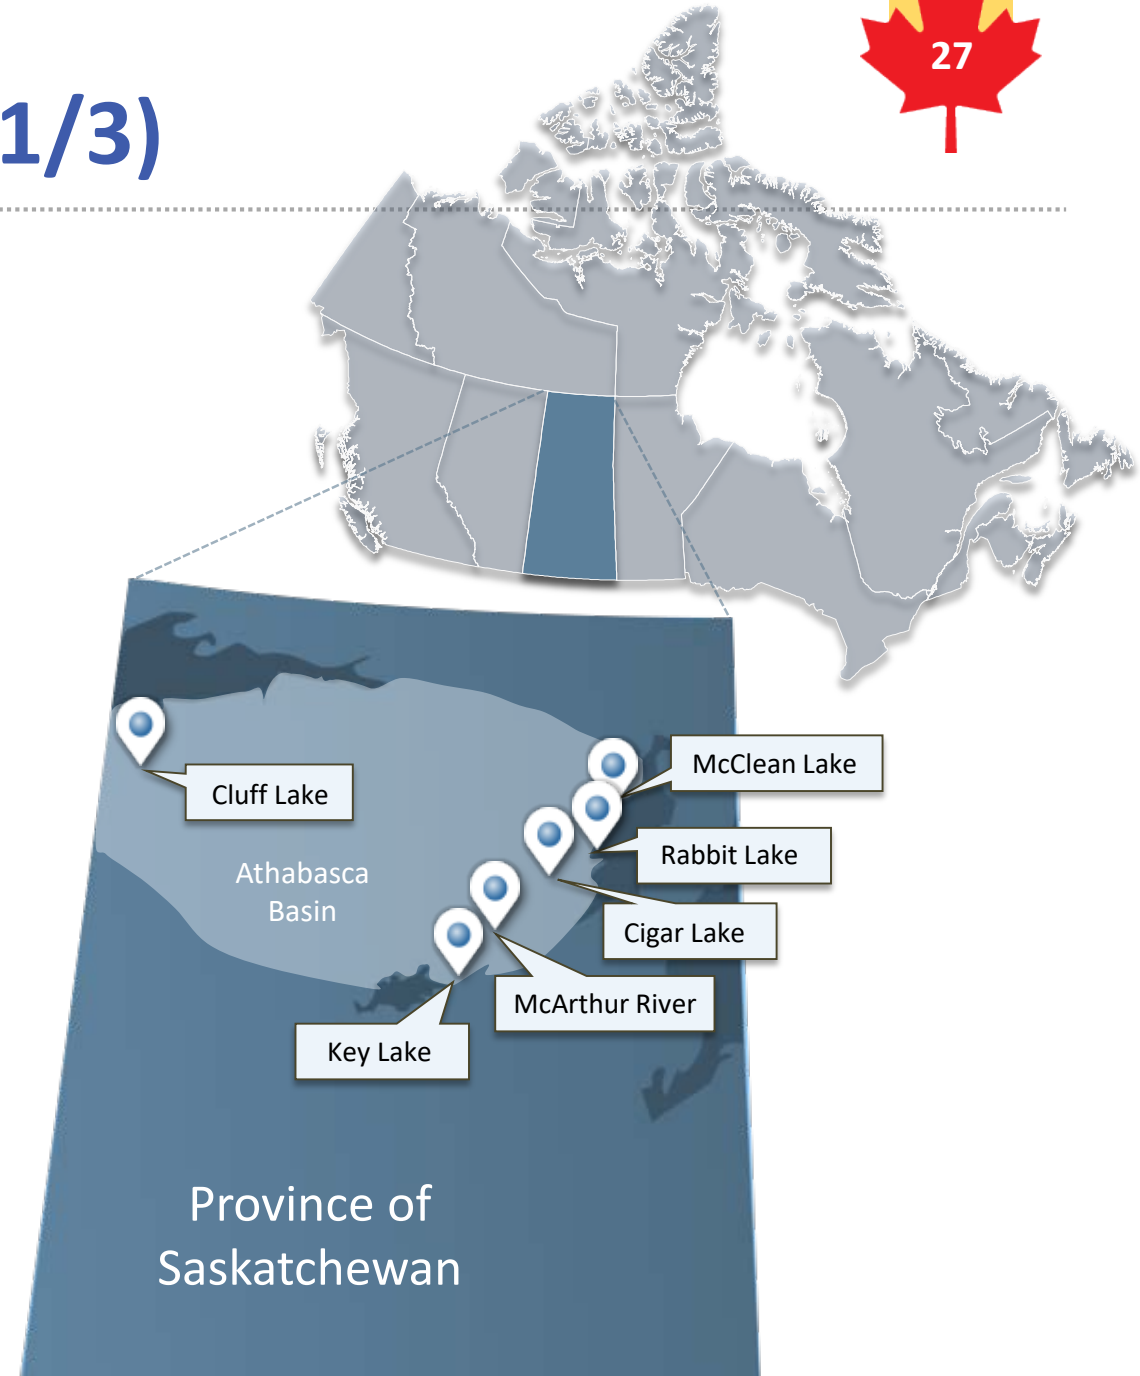 27
1/3)
McClean Lake
Cluff Lake
Rabbit Lake
Athabasca
Basin
Cigar Lake
McArthur River
Key Lake
Province of
Saskatchewan